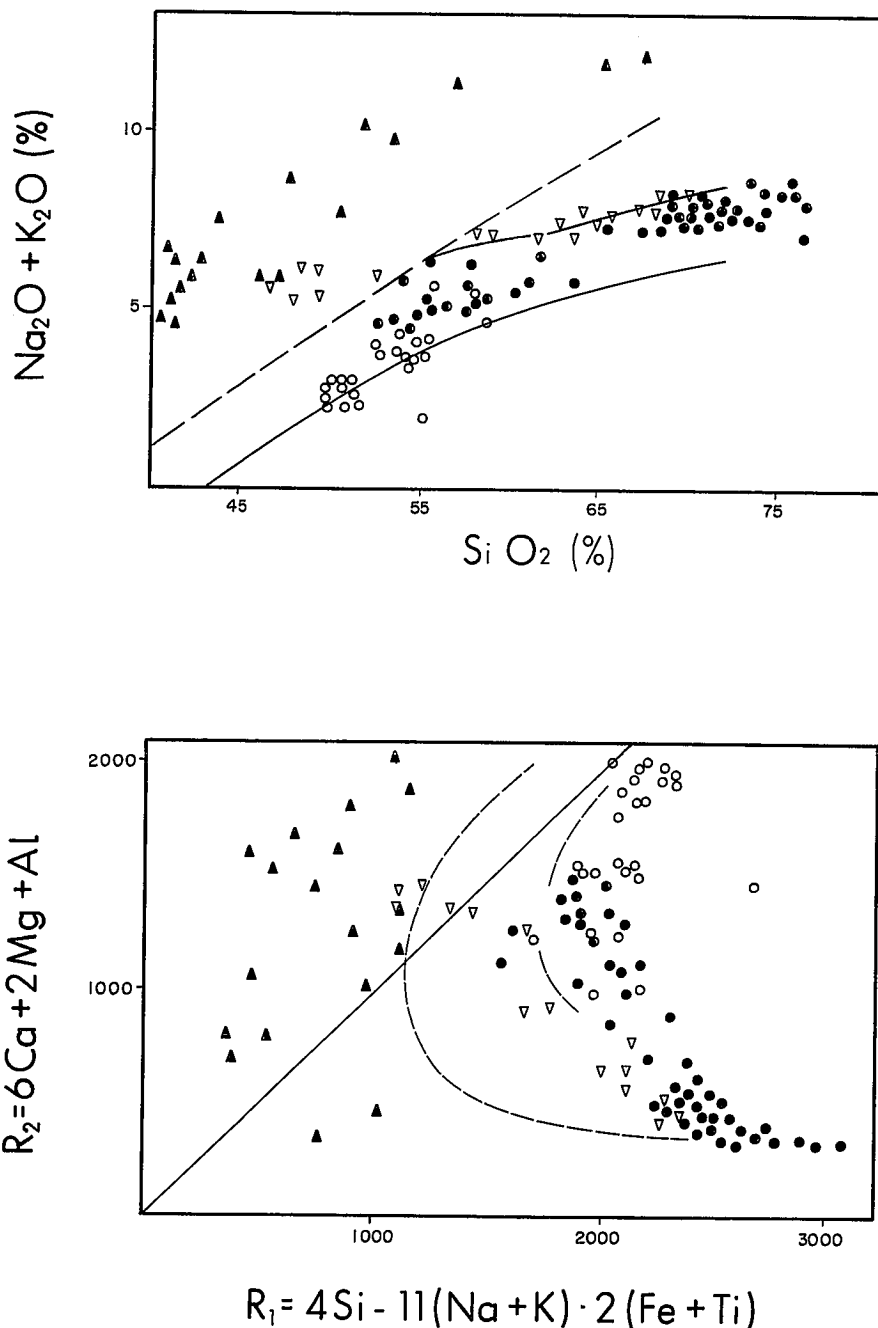 Na₂O + K₂O (%)
10
5
45 55 65 75
Si O₂ (%)
R₂ = 6Ca + 2Mg + Al
2000
1000
1000 2000 3000
R₁ = 4Si - 11(Na + K) · 2(Fe + Ti)